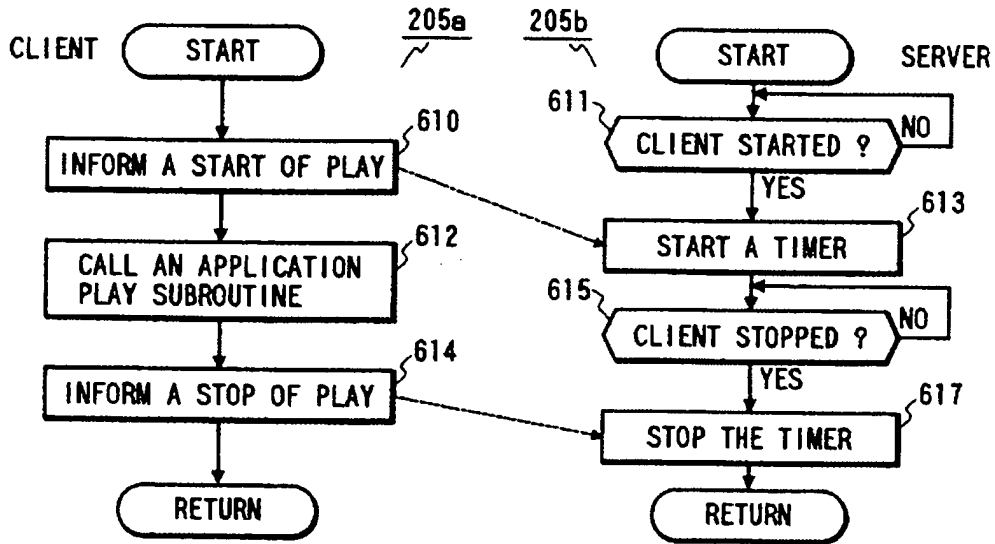 CLIENT
START
205a
610
INFORM A START OF PLAY
612
CALL AN APPLICATION
PLAY SUBROUTINE
614
INFORM A STOP OF PLAY
RETURN
205b
START
SERVER
611
CLIENT STARTED ?
NO
YES
613
START A TIMER
615
CLIENT STOPPED ?
NO
YES
617
STOP THE TIMER
RETURN